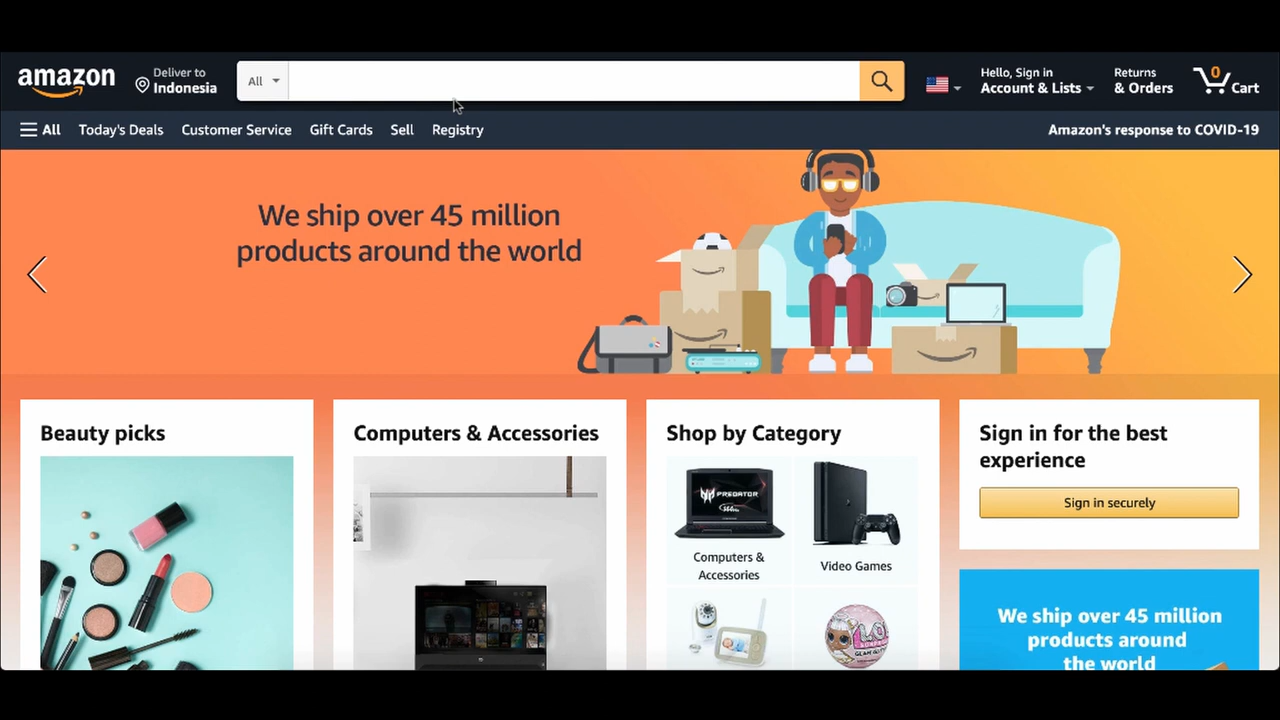 amazon
Deliver to
Indonesia
All
Hello, Sign in
Account & Lists
Returns
& Orders
0
Cart
All
Today's Deals
Customer Service
Gift Cards
Sell
Registry
Amazon's response to COVID-19
We ship over 45 million
products around the world
Beauty picks
Computers & Accessories
Shop by Category
PREDATOR
Computers &
Accessories
Video Games
Sign in for the best
experience
Sign in securely
We ship over 45 million
products around
the world